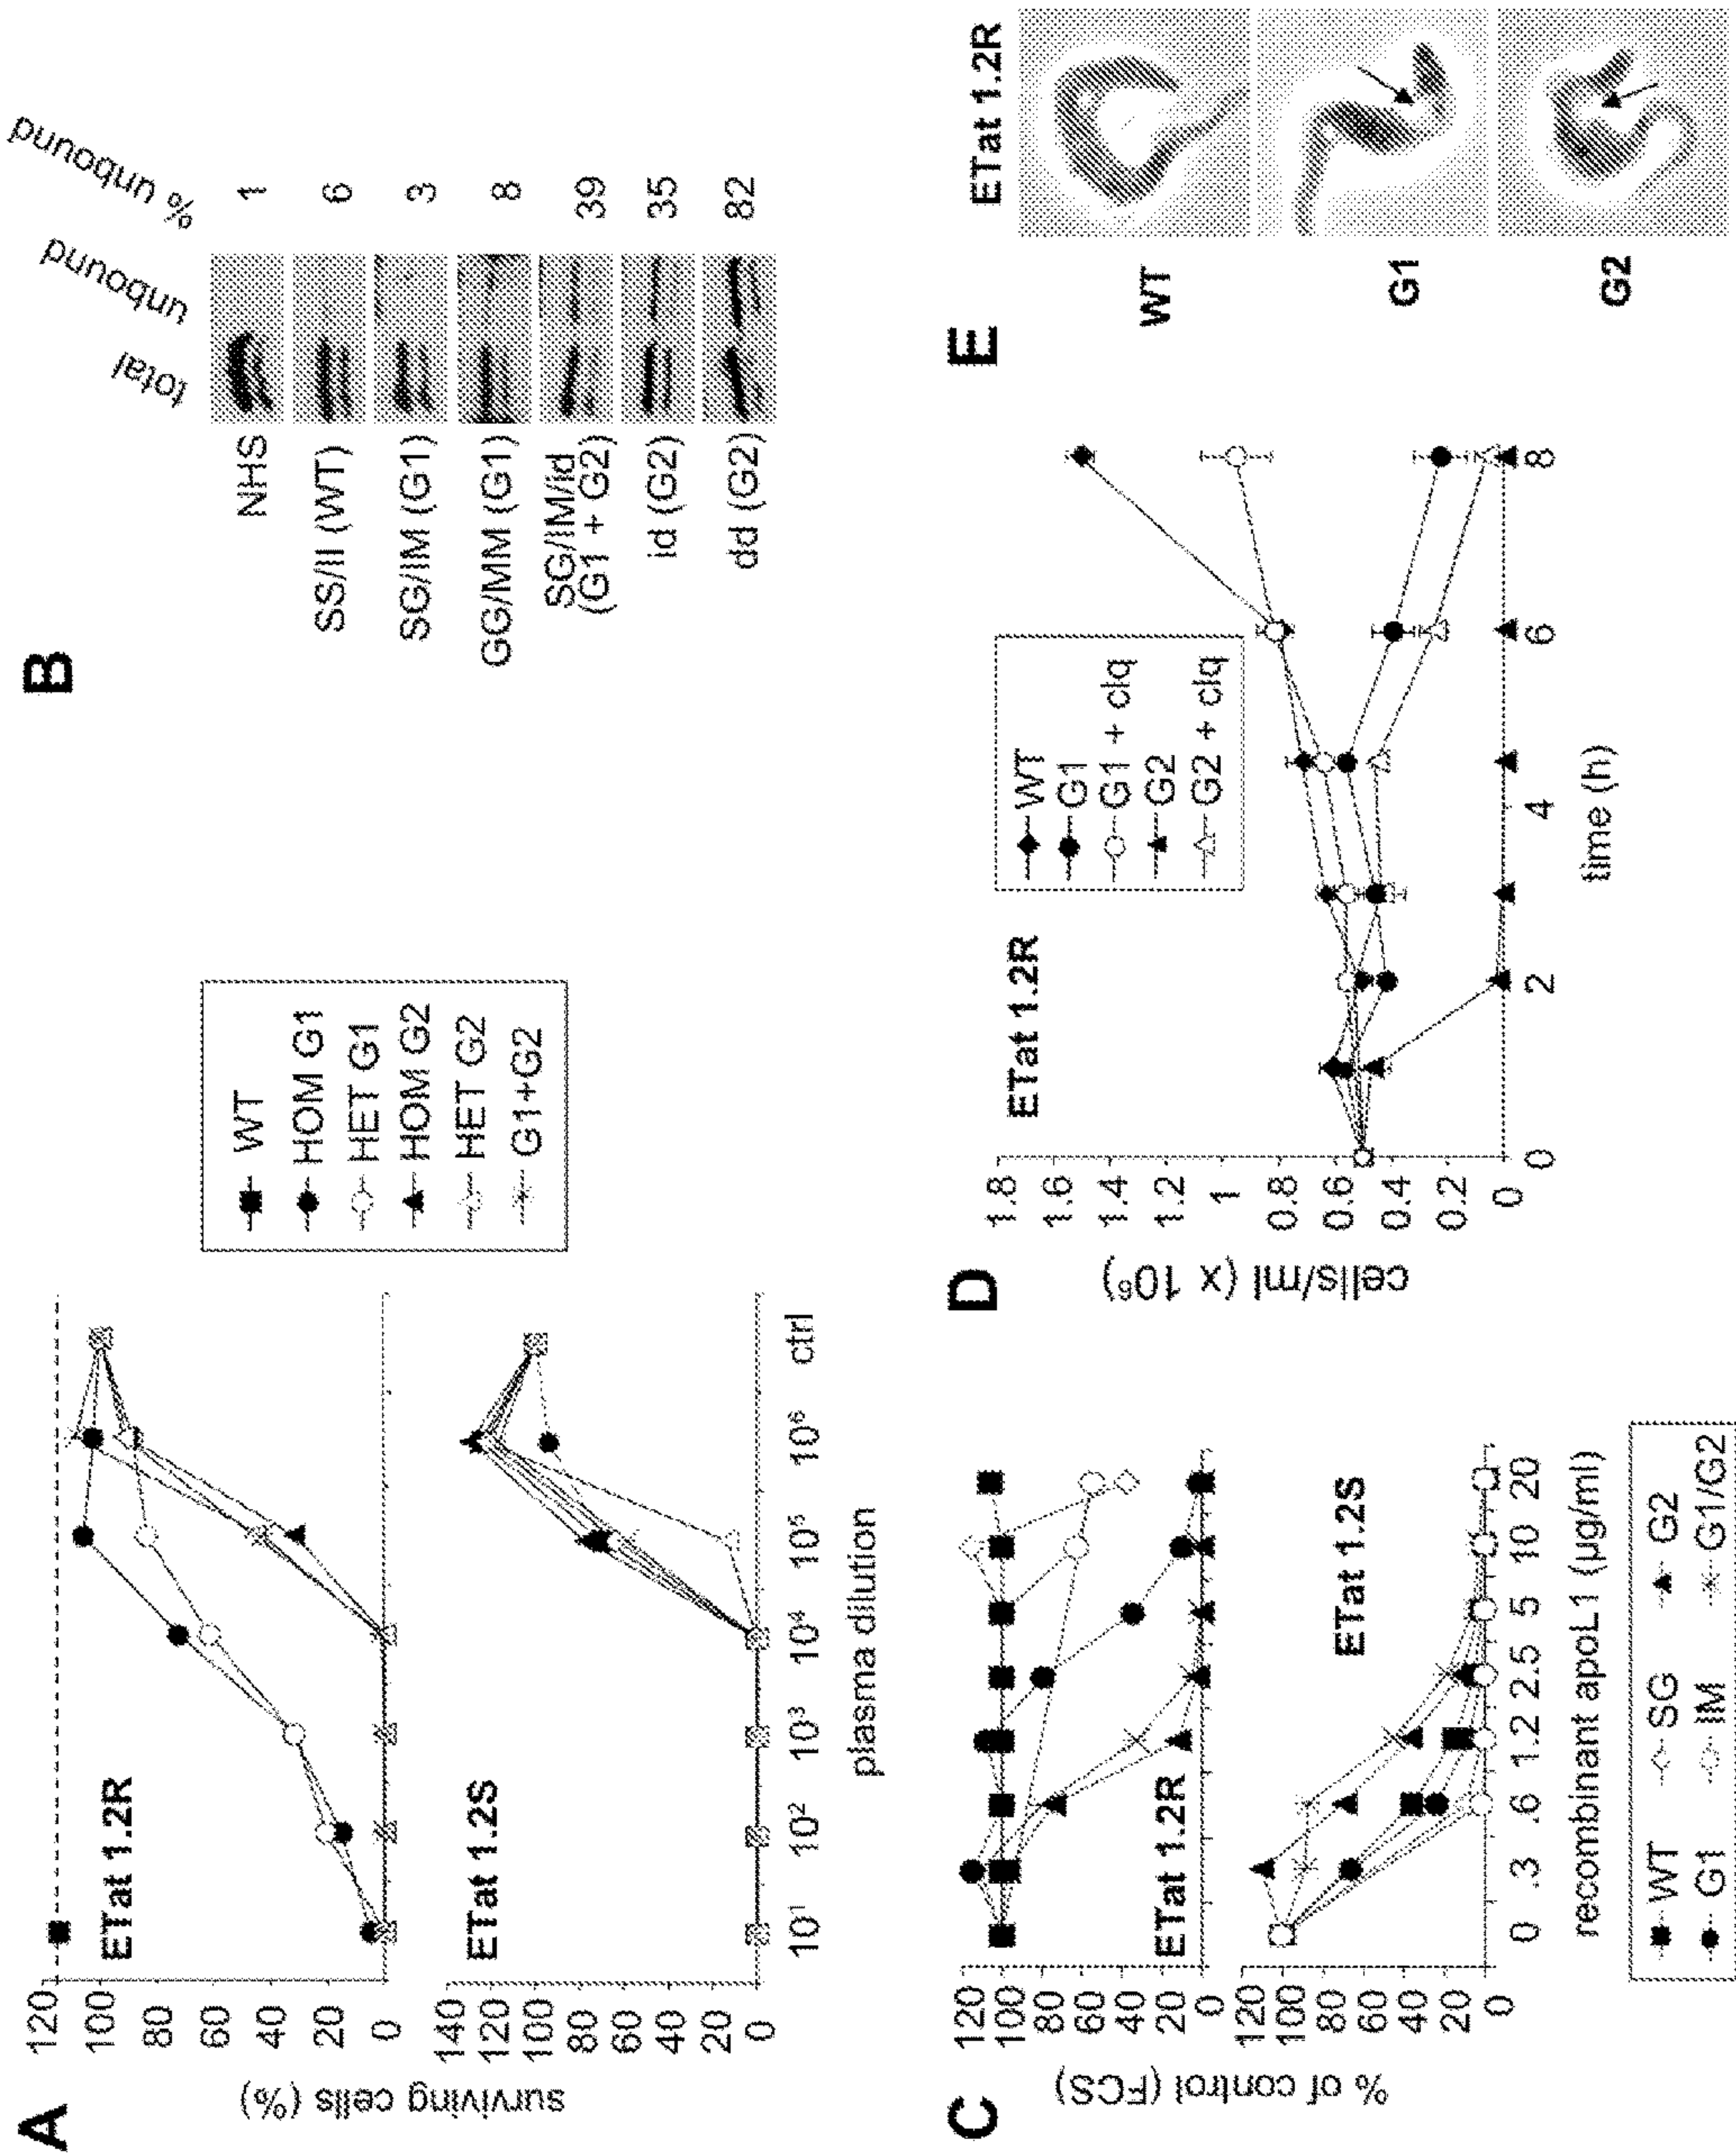 A
ETat 1.2R
120
100
80
60
40
20
0
surviving cells (%)
ETat 1.2S
140
120
100
80
60
40
20
0
10¹
10²
10³
10⁴
10⁵
10⁶
ctrl
plasma dilution
WT
HOM G1
HET G1
HOM G2
HET G2
G1+G2
B
total
unbound
% unbound
NHS
1
SS/II (WT)
6
SG/IM (G1)
3
GG/MM (G1)
8
SG/IM/id
(G1 + G2)
39
id (G2)
35
dd (G2)
82
C
% of control (FCS)
120
100
80
60
40
20
0
ETat 1.2R
120
100
80
60
40
20
0
ETat 1.2S
0
.3
.6
1.2
2.5
5
10
20
recombinant apoL1 (µg/ml)
WT
SG
G2
G1
IM
G1/G2
D
ETat 1.2R
cells/ml (x 10⁶)
1.8
1.6
1.4
1.2
1
0.8
0.6
0.4
0.2
0
WT
G1
G1 + clq
G2
G2 + clq
0
2
4
6
8
time (h)
E
ETat 1.2R
WT
G1
G2